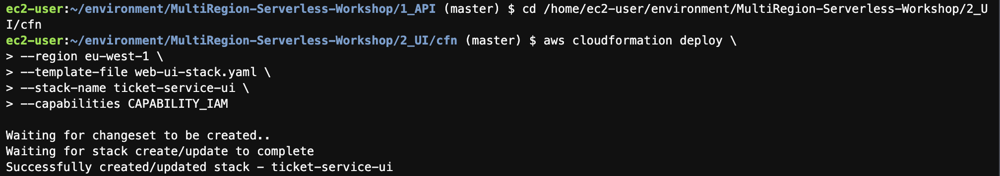 ec2-user:~/environment/MultiRegion-Serverless-Workshop/1_API (master) $ cd /home/ec2-user/environment/MultiRegion-Serverless-Workshop/2_U
I/cfn
ec2-user:~/environment/MultiRegion-Serverless-Workshop/2_UI/cfn (master) $ aws cloudformation deploy \
> --region eu-west-1 \
> --template-file web-ui-stack.yaml \
> --stack-name ticket-service-ui \
> --capabilities CAPABILITY_IAM

Waiting for changeset to be created..
Waiting for stack create/update to complete
Successfully created/updated stack - ticket-service-ui